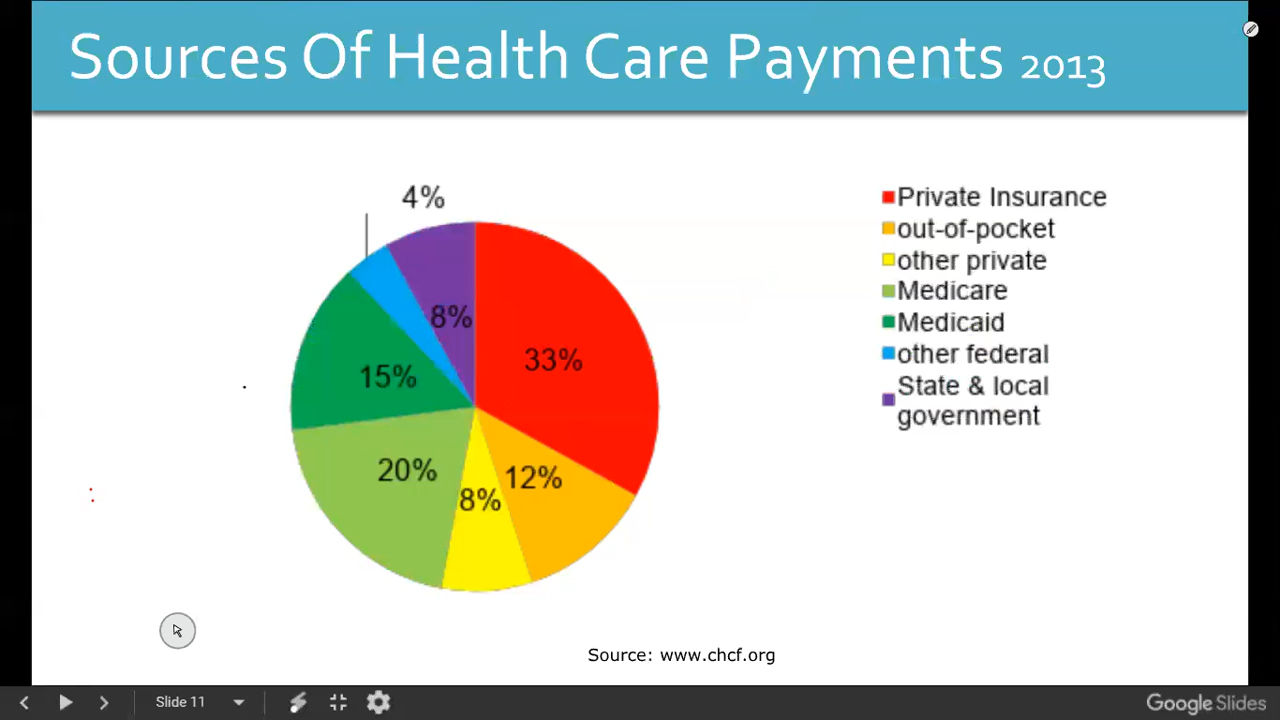 Sources Of Health Care Payments 2013
4%
8%
33%
15%
20%
12%
8%
Private Insurance
out-of-pocket
other private
Medicare
Medicaid
other federal
State & local
government
Source: www.chcf.org
Slide 11
Google Slides